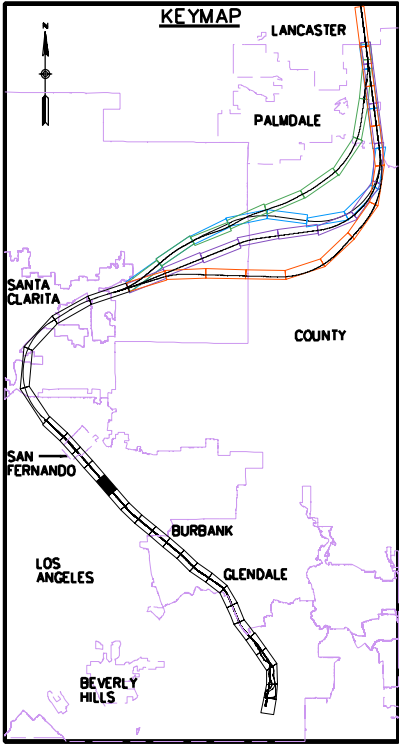 KEYMAP
N
LANCASTER
PALMDALE
SANTA
CLARITA
COUNTY
SAN
FERNANDO
BURBANK
LOS
ANGELES
GLENDALE
BEVERLY
HILLS